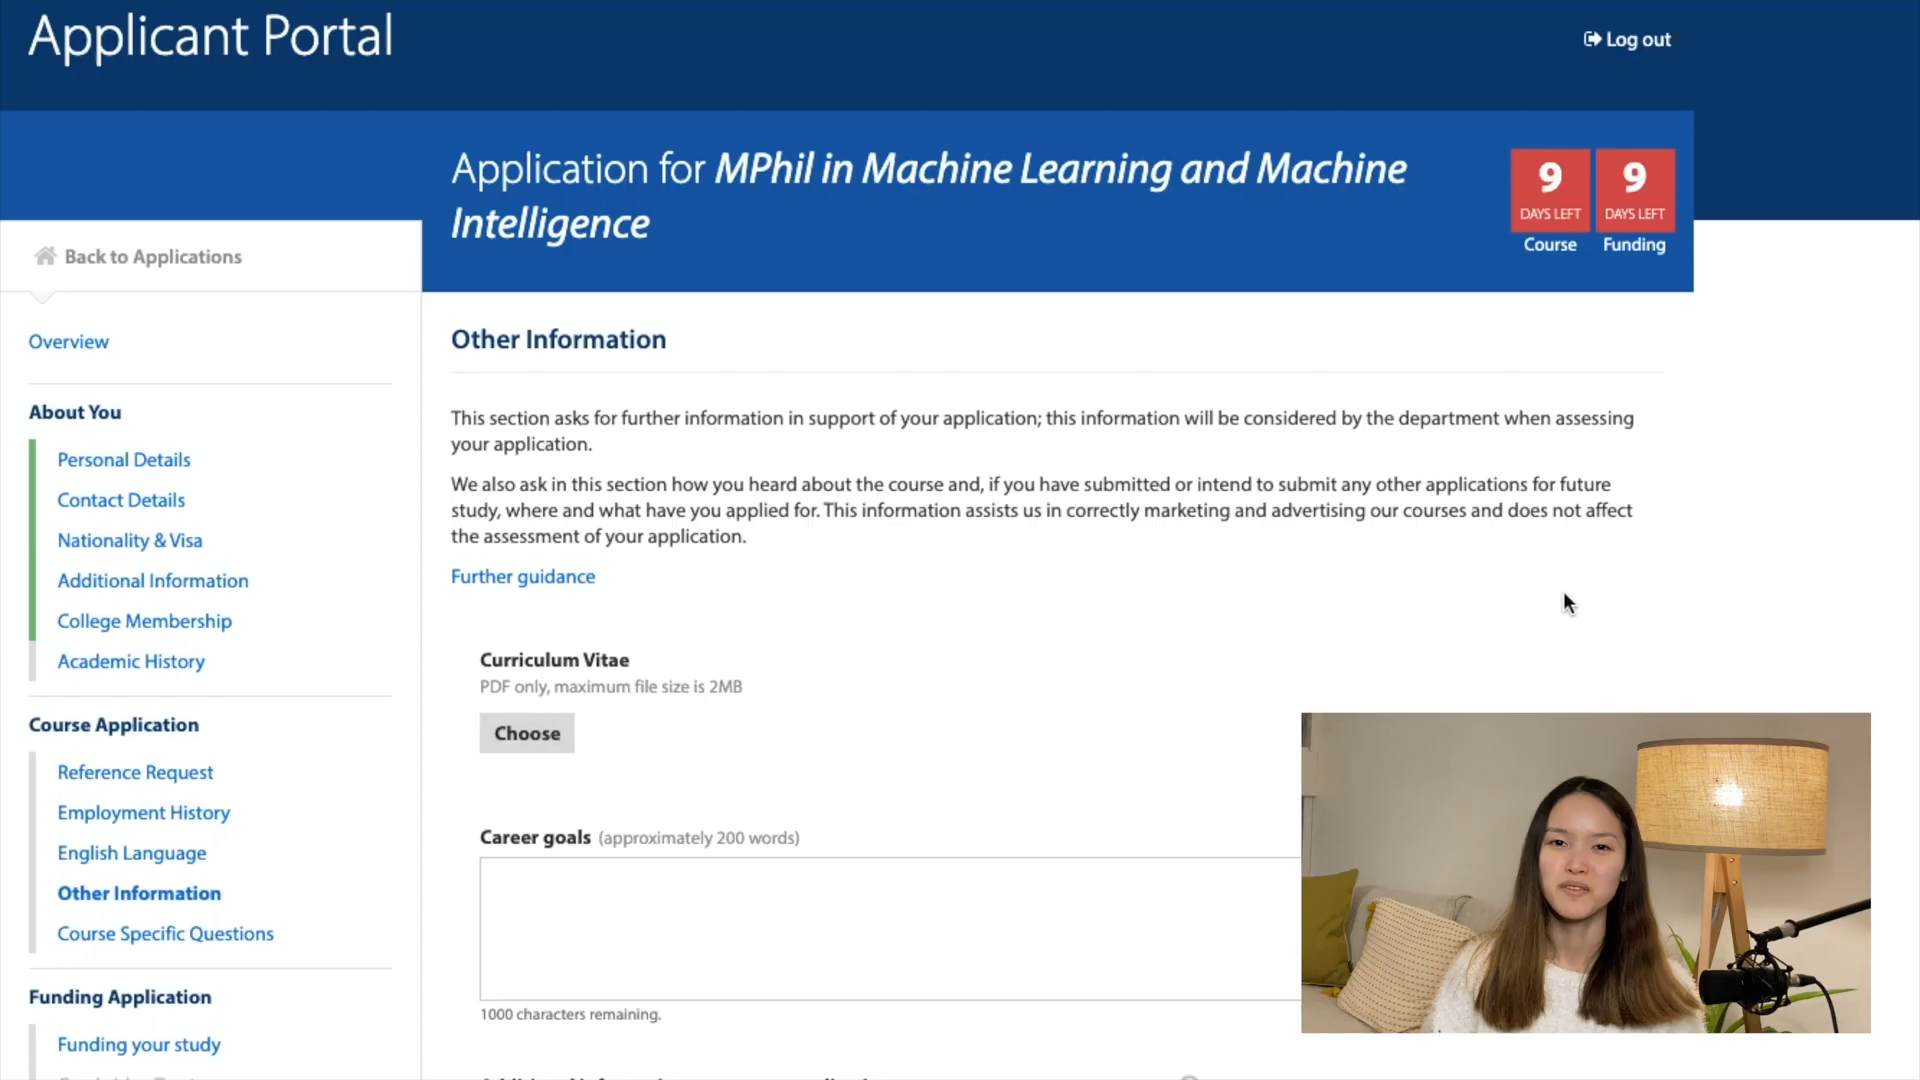 Applicant Portal
Log out
Application for MPhil in Machine Learning and Machine
Intelligence
9
DAYS LEFT
Course
9
DAYS LEFT
Funding
Back to Applications
Overview
About You
Personal Details
Contact Details
Nationality & Visa
Additional Information
College Membership
Academic History
Course Application
Reference Request
Employment History
English Language
Other Information
Course Specific Questions
Funding Application
Funding your study
Other Information
This section asks for further information in support of your application; this information will be considered by the department when assessing
your application.
We also ask in this section how you heard about the course and, if you have submitted or intend to submit any other applications for future
study, where and what have you applied for. This information assists us in correctly marketing and advertising our courses and does not affect
the assessment of your application.
Further guidance
Curriculum Vitae
PDF only, maximum file size is 2MB
Choose
Career goals (approximately 200 words)
1000 characters remaining.